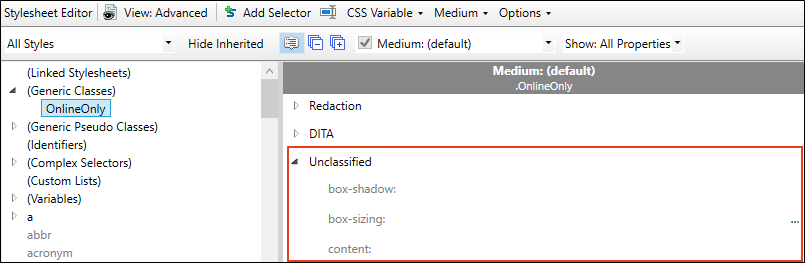 Stylesheet Editor View: Advanced Add Selector CSS Variable Medium Options
All Styles Hide Inherited Medium: (default) Show: All Properties
(Linked Stylesheets)
(Generic Classes)
OnlineOnly
(Generic Pseudo Classes)
(Identifiers)
(Complex Selectors)
(Custom Lists)
(Variables)
a
abbr
acronym
Medium: (default)
.OnlineOnly
Redaction
DITA
Unclassified
box-shadow:
box-sizing: ...
content: